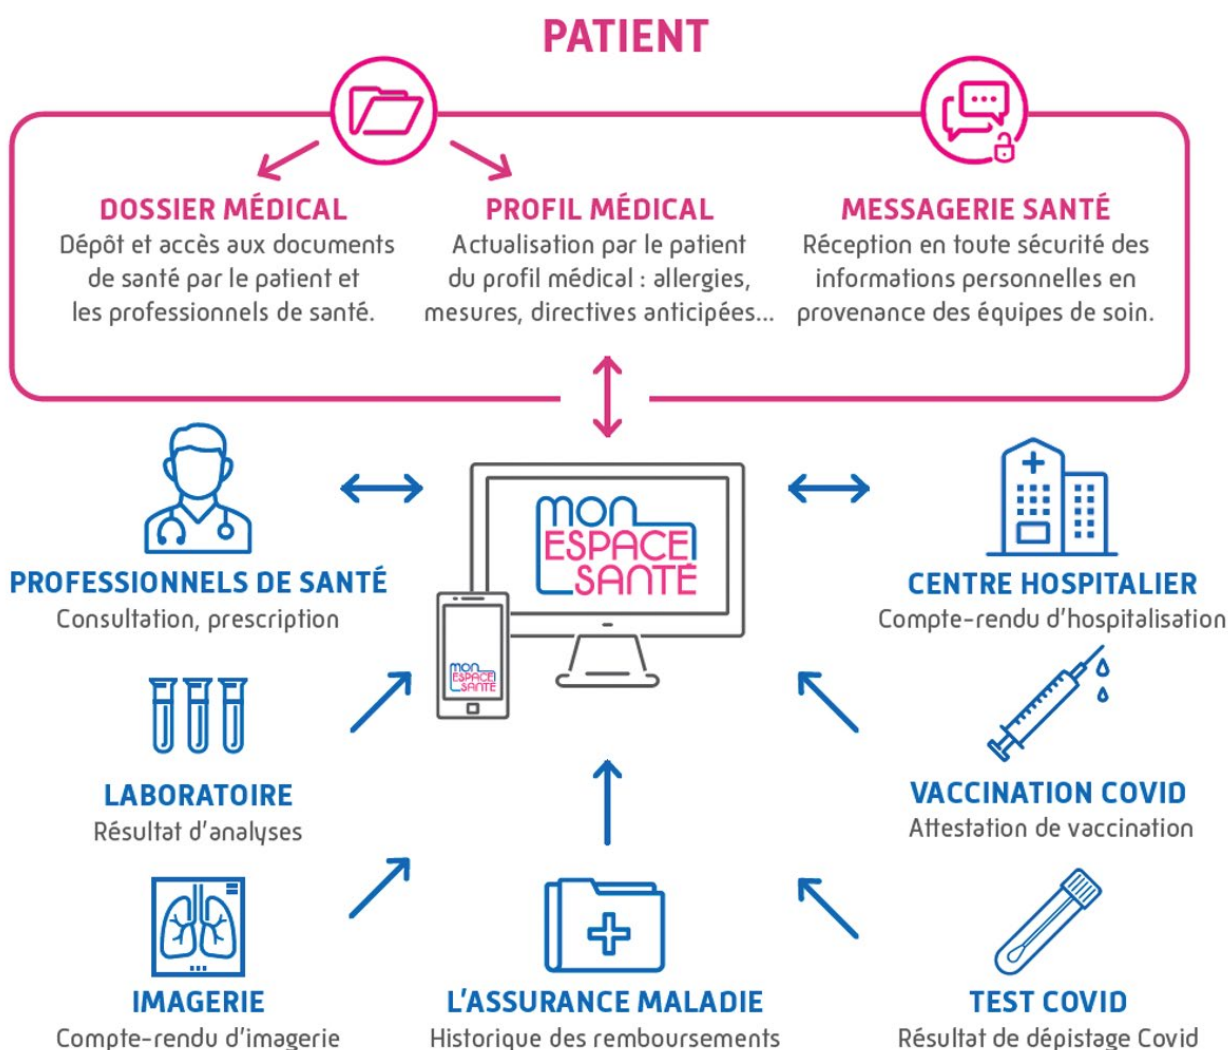 PATIENT
DOSSIER MÉDICAL
Dépôt et accès aux documents
de santé par le patient et
les professionnels de santé.
PROFIL MÉDICAL
Actualisation par le patient
du profil médical : allergies,
mesures, directives anticipées...
MESSAGERIE SANTÉ
Réception en toute sécurité des
informations personnelles en
provenance des équipes de soin.
PROFESSIONNELS DE SANTÉ
Consultation, prescription
mon
ESPACE
SANTÉ
mon
ESPACE
SANTÉ
CENTRE HOSPITALIER
Compte-rendu d'hospitalisation
LABORATOIRE
Résultat d'analyses
VACCINATION COVID
Attestation de vaccination
IMAGERIE
Compte-rendu d'imagerie
L'ASSURANCE MALADIE
Historique des remboursements
TEST COVID
Résultat de dépistage Covid